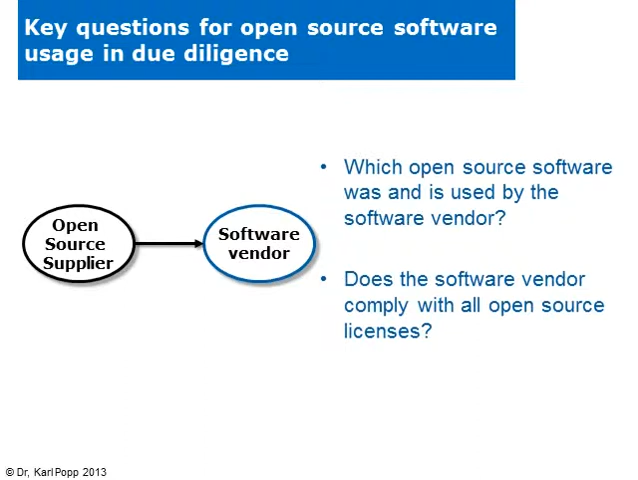 Key questions for open source software
usage in due diligence
Open
Source
Supplier
Software
vendor
• Which open source software
was and is used by the
software vendor?
• Does the software vendor
comply with all open source
licenses?
© Dr, Karl Popp 2013